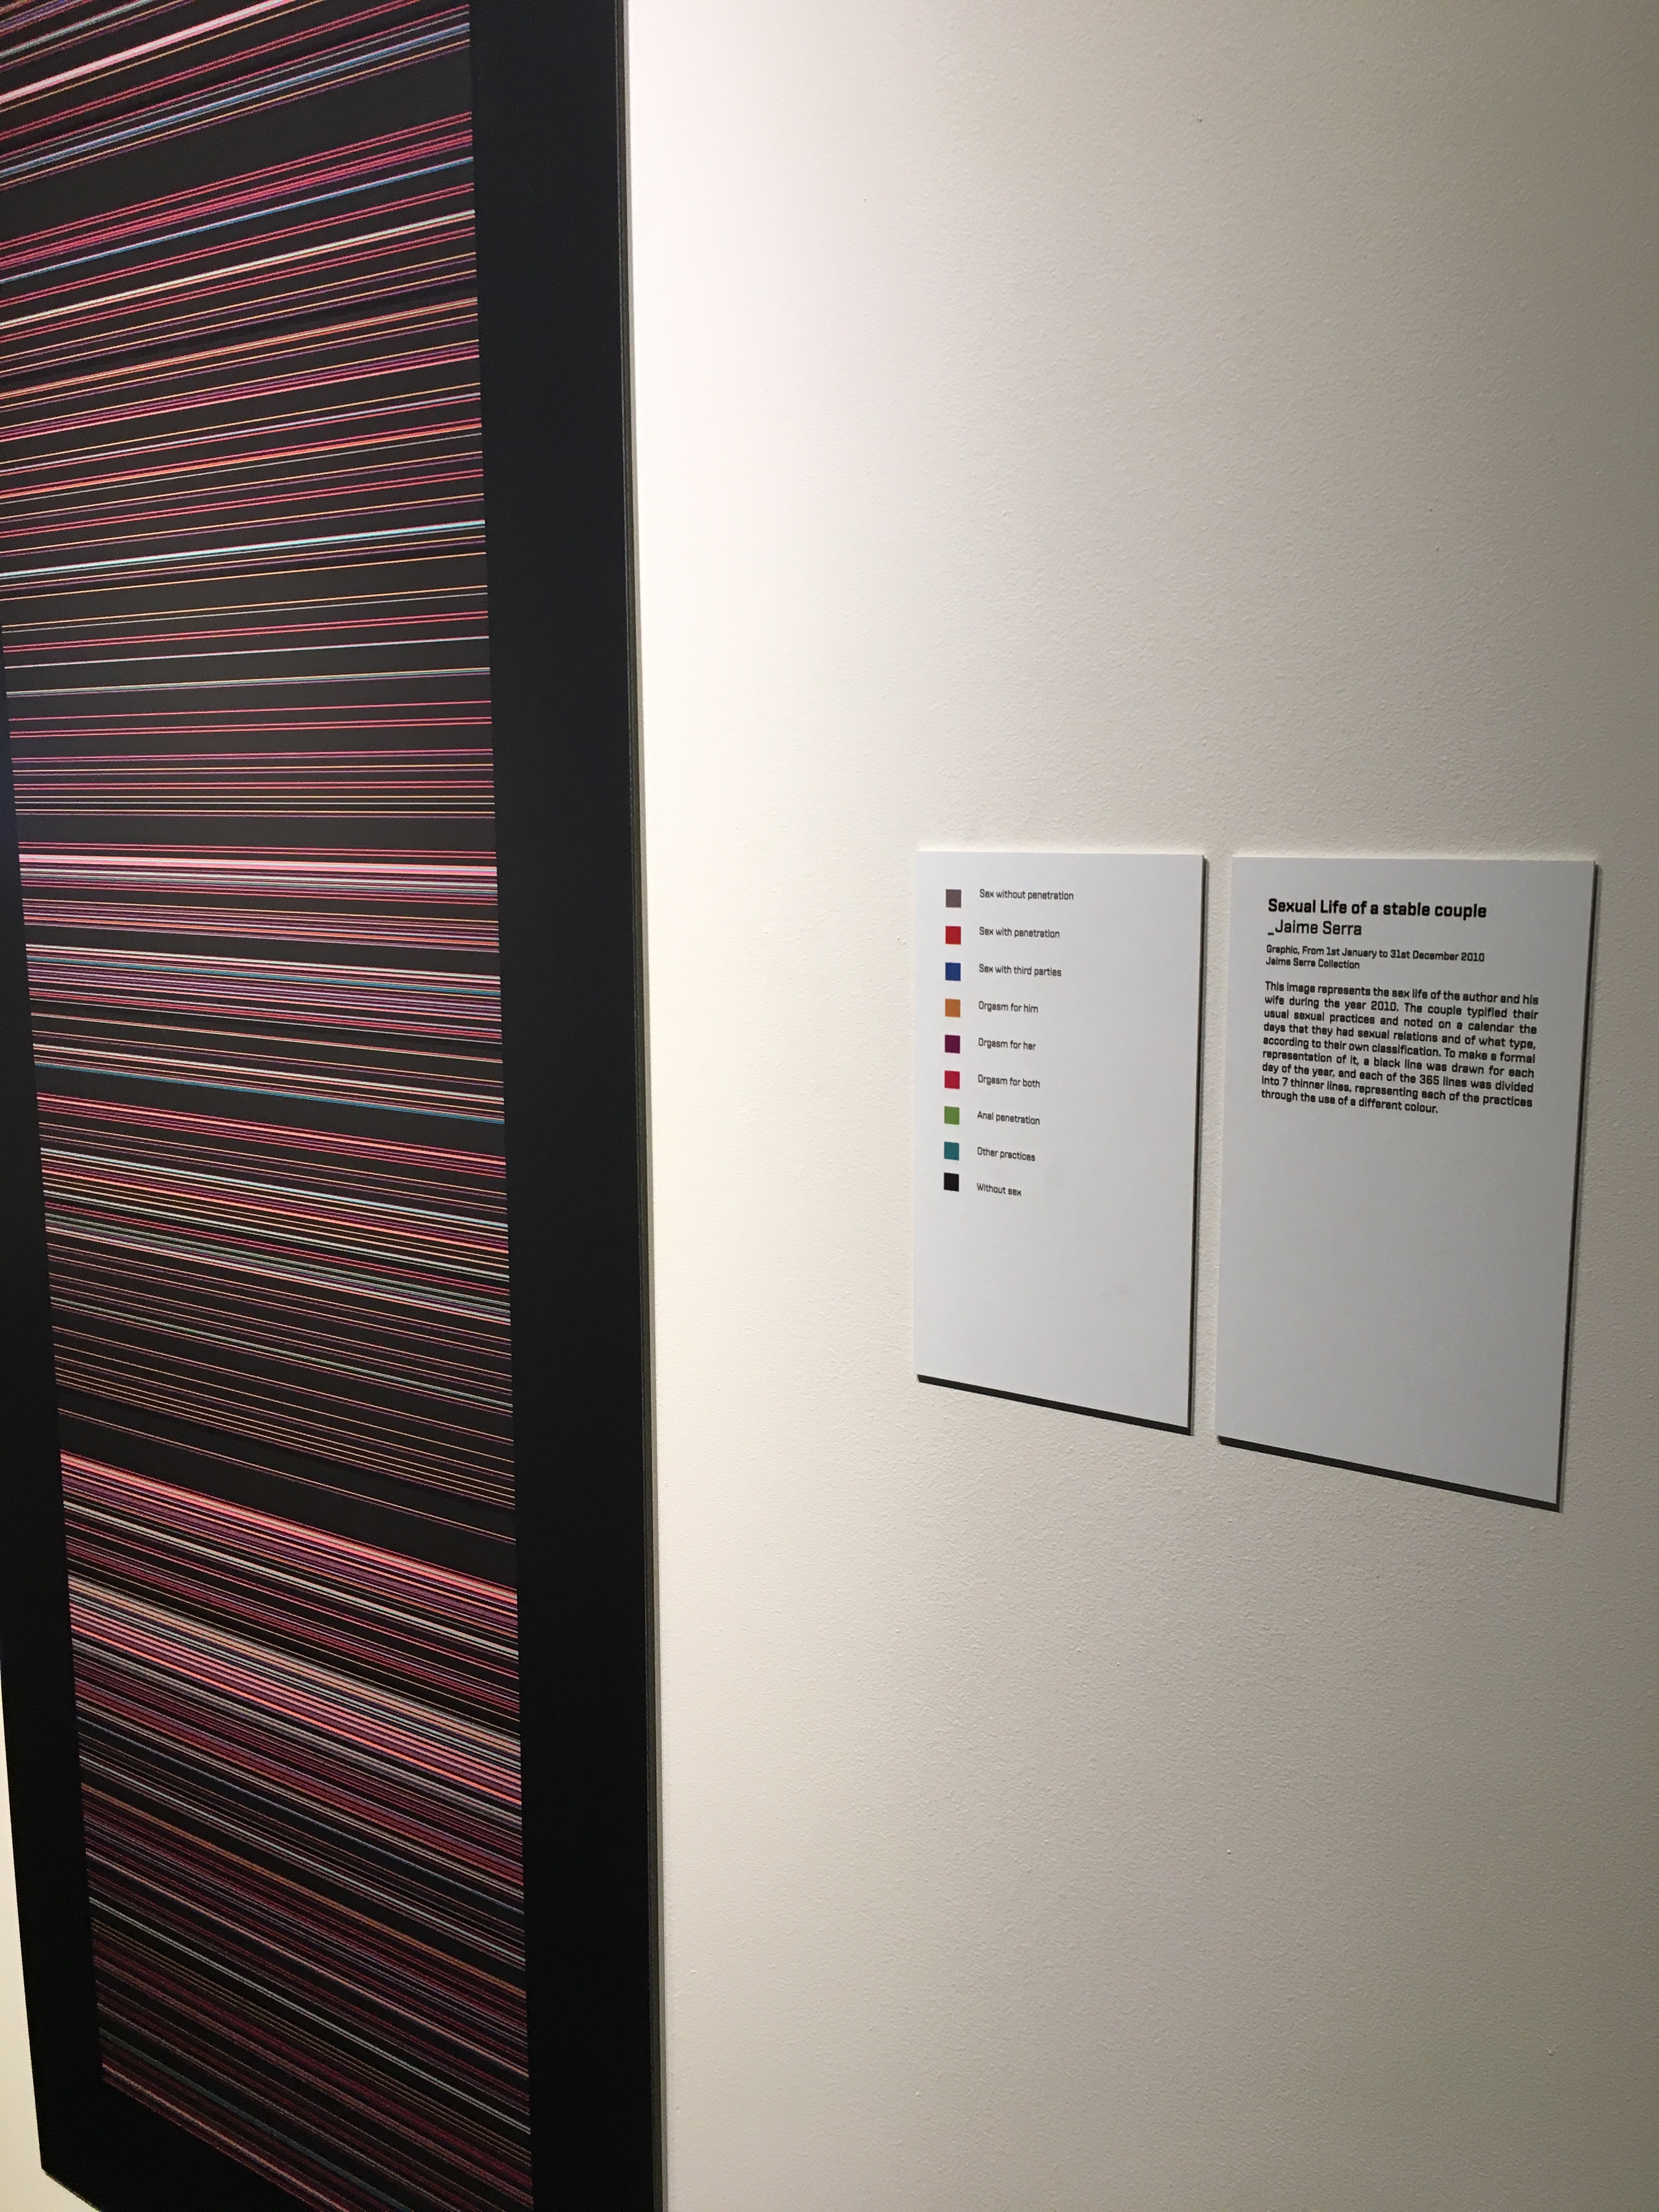 Sex without penetration
Sex with penetration
Sex with third parties
Orgasm for him
Orgasm for her
Orgasm for both
Anal penetration
Other practices
Without sex
Sexual Life of a stable couple
_Jaime Serra
Graphic, From 1st January to 31st December 2010
Jaime Serra Collection
This image represents the sex life of the author and his
wife during the year 2010. The couple typified their
usual sexual practices and noted on a calendar the
days that they had sexual relations and of what type,
according to their own classification. To make a formal
representation of it, a black line was drawn for each
day of the year, and each of the 365 lines was divided
into 7 thinner lines, representing each of the practices
through the use of a different colour.